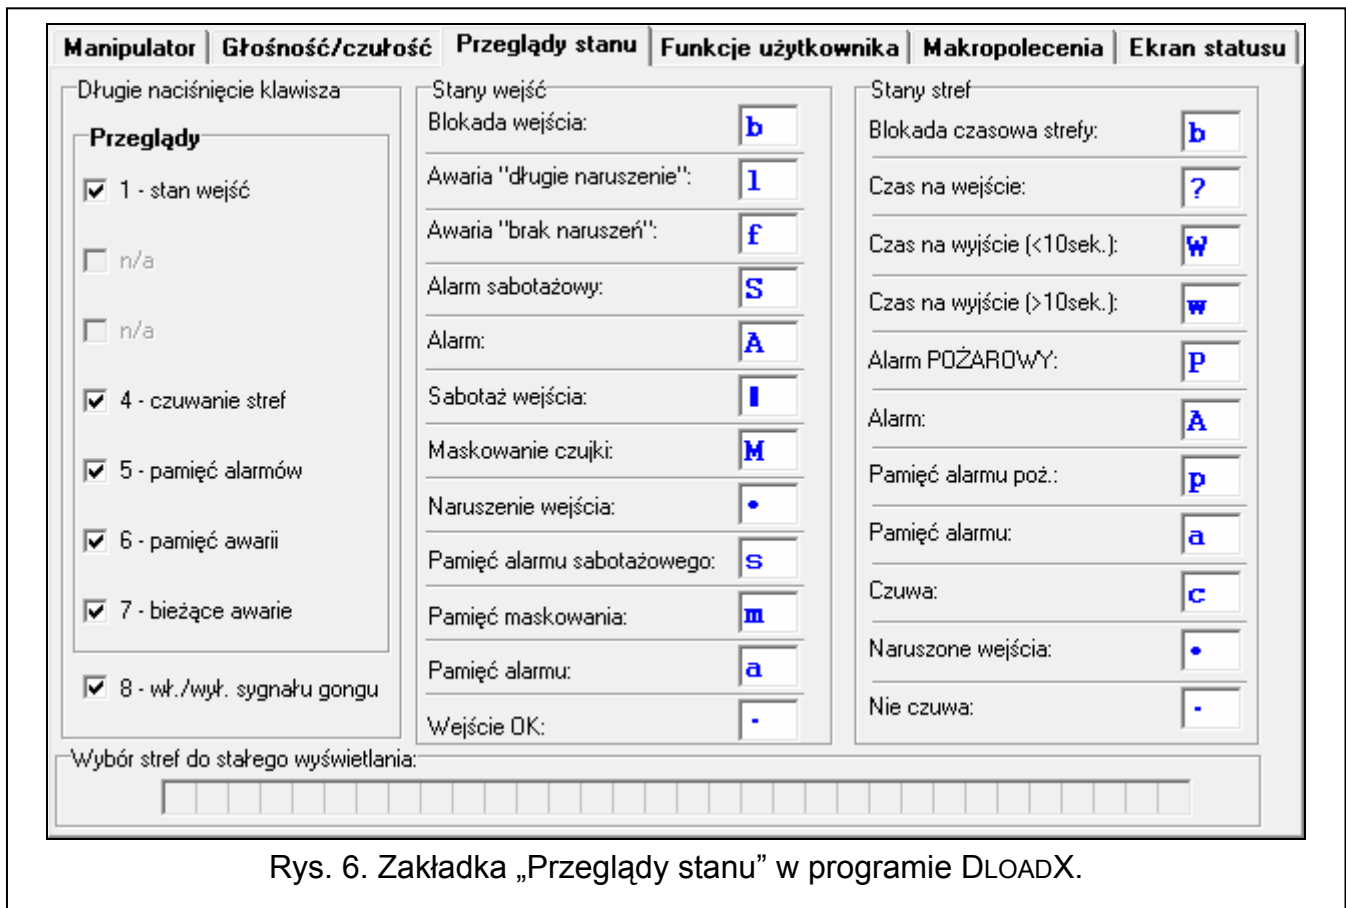 Manipulator Głośność/czułość Przeglądy stanu Funkcje użytkownika Makropolecenia Ekran statusu
Długie naciśnięcie klawisza
Przeglądy
1 - stan wejść
n/a
n/a
4 - czuwanie stref
5 - pamięć alarmów
6 - pamięć awarii
7 - bieżące awarie
8 - wł./wył. sygnału gongu
Stany wejść
Blokada wejścia: b
Awaria "długie naruszenie": l
Awaria "brak naruszeń": f
Alarm sabotażowy: S
Alarm: A
Sabotaż wejścia: ▮
Maskowanie czujki: M
Naruszenie wejścia: •
Pamięć alarmu sabotażowego: s
Pamięć maskowania: m
Pamięć alarmu: a
Wejście OK: ·
Stany stref
Blokada czasowa strefy: b
Czas na wejście: ?
Czas na wyjście (<10sek.): W
Czas na wyjście (>10sek.): w
Alarm POŻAROWY: P
Alarm: A
Pamięć alarmu poż.: p
Pamięć alarmu: a
Czuwa: c
Naruszone wejścia: •
Nie czuwa: ·
Wybór stref do stałego wyświetlania:
Rys. 6. Zakładka „Przeglądy stanu” w programie DLOADX.